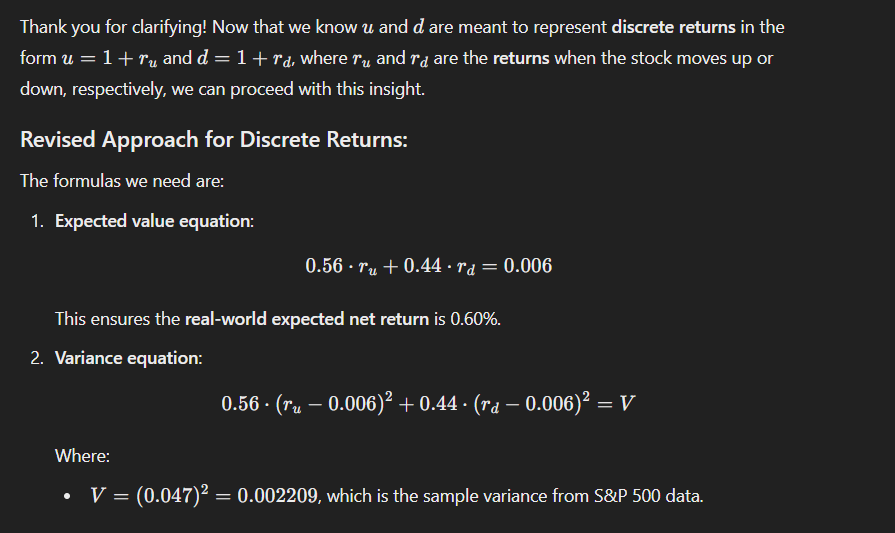 Thank you for clarifying! Now that we know u and d are meant to represent discrete returns in the
form u = 1 + r_u and d = 1 + r_d, where r_u and r_d are the returns when the stock moves up or
down, respectively, we can proceed with this insight.
Revised Approach for Discrete Returns:
The formulas we need are:
1. Expected value equation:
0.56 · r_u + 0.44 · r_d = 0.006
This ensures the real-world expected net return is 0.60%.
2. Variance equation:
0.56 · (r_u − 0.006)² + 0.44 · (r_d − 0.006)² = V
Where:
• V = (0.047)² = 0.002209, which is the sample variance from S&P 500 data.